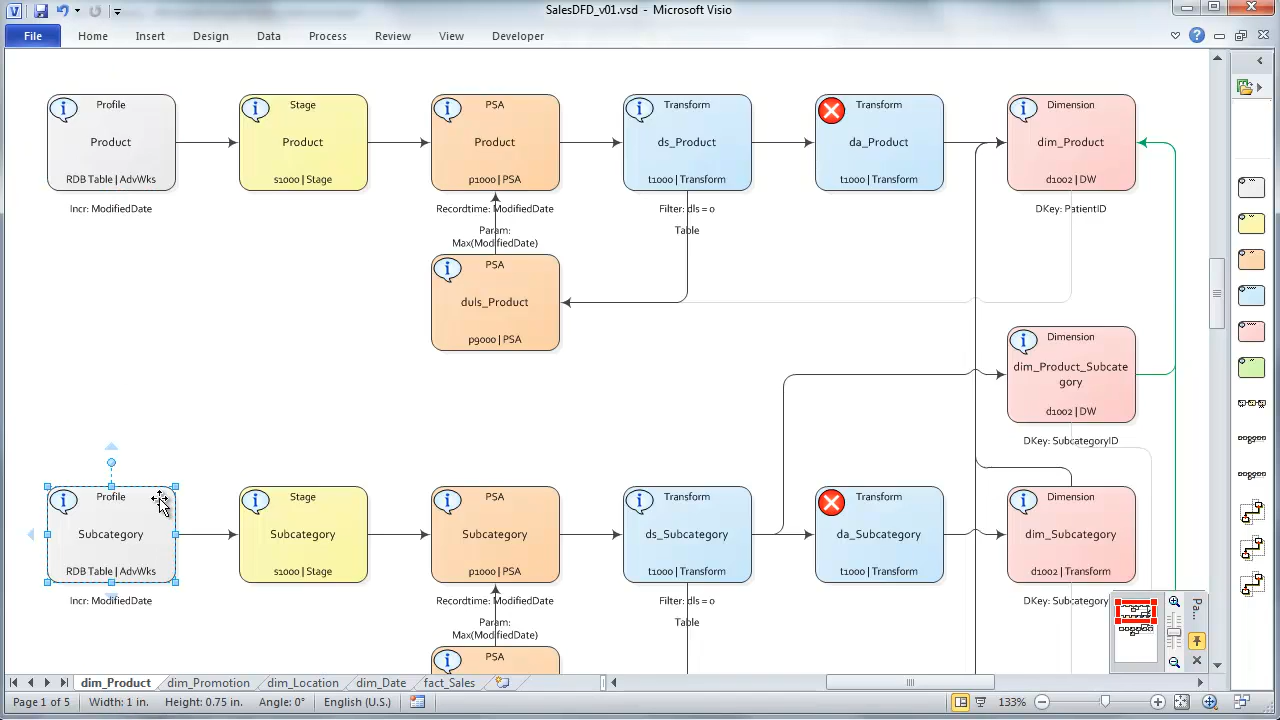 SalesDFD_v01.vsd - Microsoft Visio
File Home Insert Design Data Process Review View Developer
Profile
Product
RDB Table | AdvWks
Incr: ModifiedDate
Stage
Product
s1000 | Stage
PSA
Product
p1000 | PSA
Recordtime: ModifiedDate
Param:
Max(ModifiedDate)
Transform
ds_Product
t1000 | Transform
Filter: dls = 0
Table
Transform
da_Product
t1000 | Transform
Dimension
dim_Product
d1002 | DW
DKey: PatientID
PSA
duls_Product
p9000 | PSA
Dimension
dim_Product_Subcate
gory
d1002 | DW
DKey: SubcategoryID
Profile
Subcategory
RDB Table | AdvWks
Incr: ModifiedDate
Stage
Subcategory
s1000 | Stage
PSA
Subcategory
p1000 | PSA
Recordtime: ModifiedDate
Param:
Max(ModifiedDate)
PSA
Transform
ds_Subcategory
t1000 | Transform
Filter: dls = 0
Table
Transform
da_Subcategory
t1000 | Transform
Dimension
dim_Subcategory
d1002 | Transform
DKey: Subcategory
Pa...
dim_Product dim_Promotion dim_Location dim_Date fact_Sales
Page 1 of 5 Width: 1 in. Height: 0.75 in. Angle: 0° English (U.S.) 133%